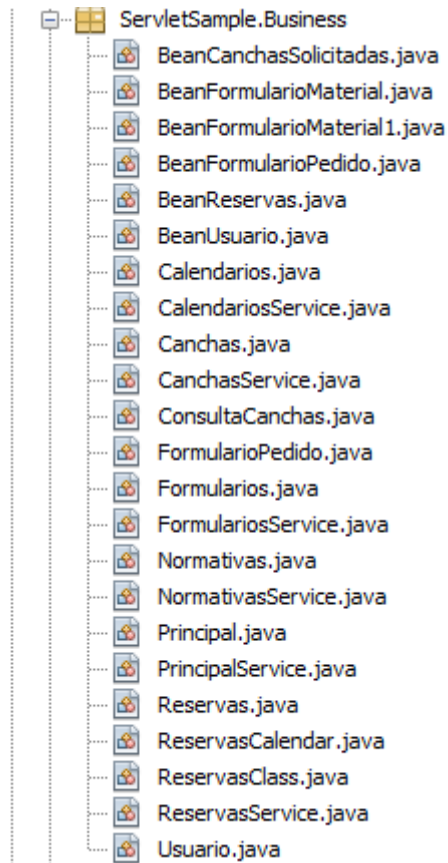 ServletSample.Business
BeanCanchasSolicitadas.java
BeanFormularioMaterial.java
BeanFormularioMaterial1.java
BeanFormularioPedido.java
BeanReservas.java
BeanUsuario.java
Calendarios.java
CalendariosService.java
Canchas.java
CanchasService.java
ConsultaCanchas.java
FormularioPedido.java
Formularios.java
FormulariosService.java
Normativas.java
NormativasService.java
Principal.java
PrincipalService.java
Reservas.java
ReservasCalendar.java
ReservasClass.java
ReservasService.java
Usuario.java